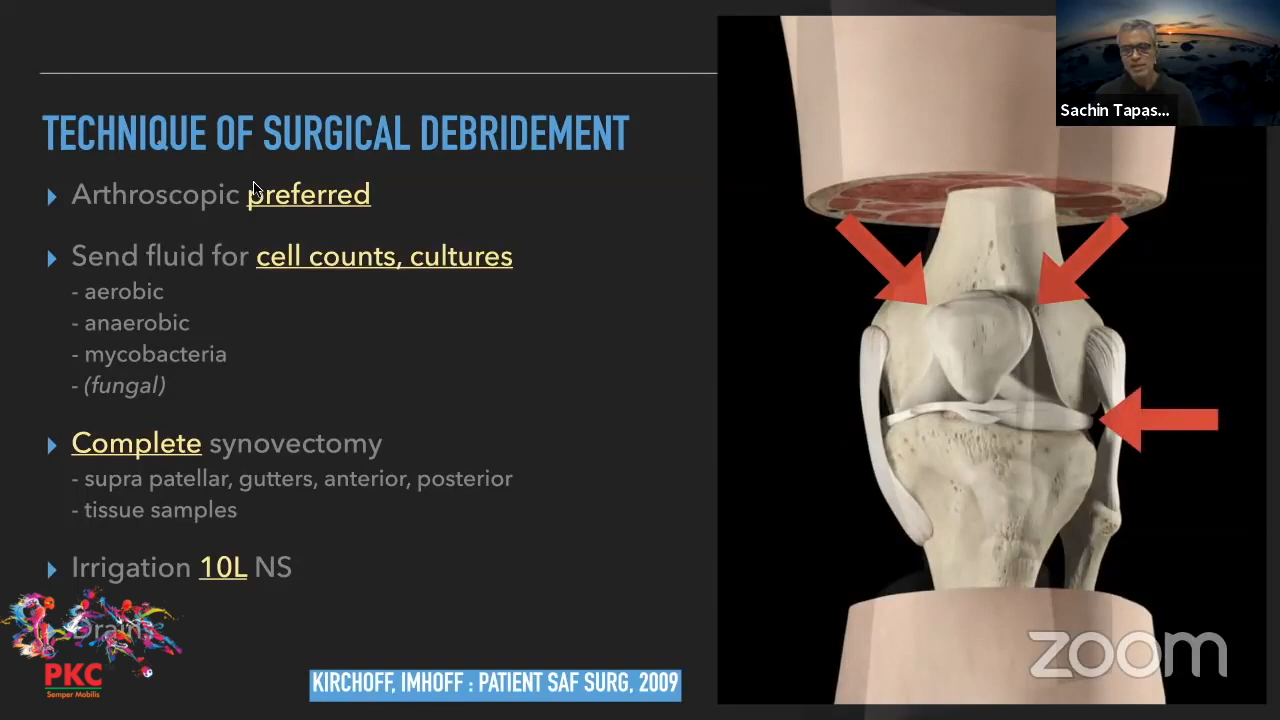 Sachin Tapas...
TECHNIQUE OF SURGICAL DEBRIDEMENT
Arthroscopic preferred
Send fluid for cell counts, cultures
- aerobic
- anaerobic
- mycobacteria
- (fungal)
Complete synovectomy
- supra patellar, gutters, anterior, posterior
- tissue samples
Irrigation 10L NS
Drains
PKC
Semper Mobilis
KIRCHOFF, IMHOFF : PATIENT SAF SURG, 2009
zoom